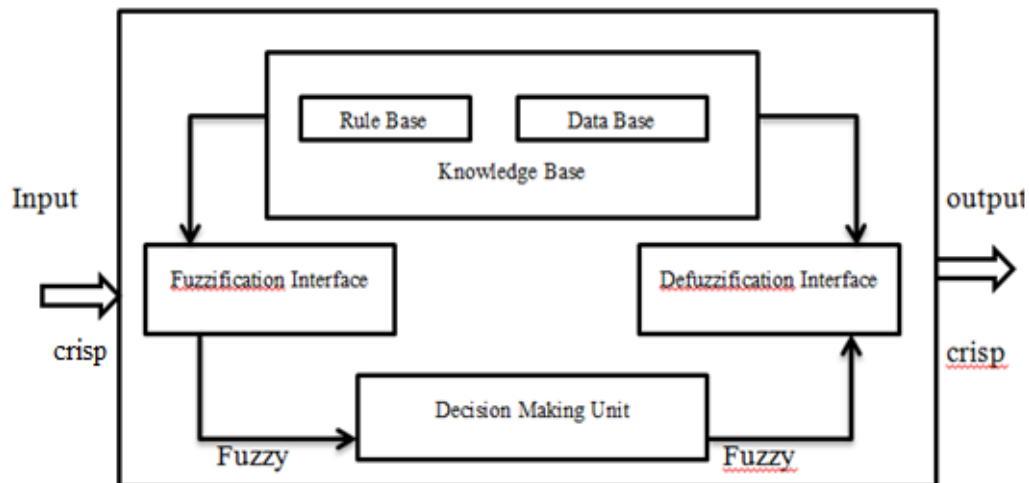 Rule Base
Data Base
Knowledge Base
Input
output
Fuzzification Interface
Defuzzification Interface
crisp
crisp
Decision Making Unit
Fuzzy
Fuzzy